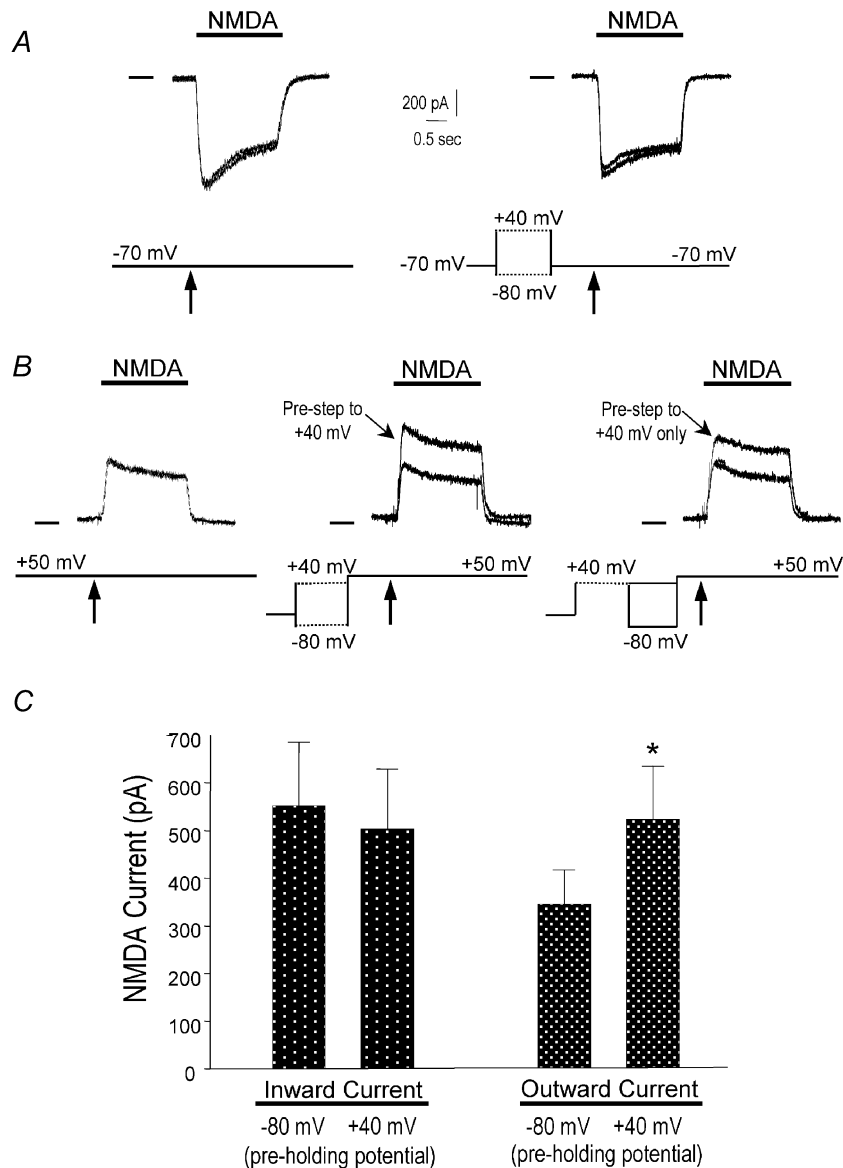 A
NMDA
NMDA
200 pA
0.5 sec
-70 mV
+40 mV
-70 mV
-70 mV
-80 mV
B
NMDA
NMDA
NMDA
Pre-step to
+40 mV
Pre-step to
+40 mV only
+50 mV
+40 mV
+50 mV
-80 mV
+40 mV
+50 mV
-80 mV
C
NMDA Current (pA)
700
600
500
400
300
200
100
0
*
Inward Current
Outward Current
-80 mV +40 mV
(pre-holding potential)
-80 mV +40 mV
(pre-holding potential)